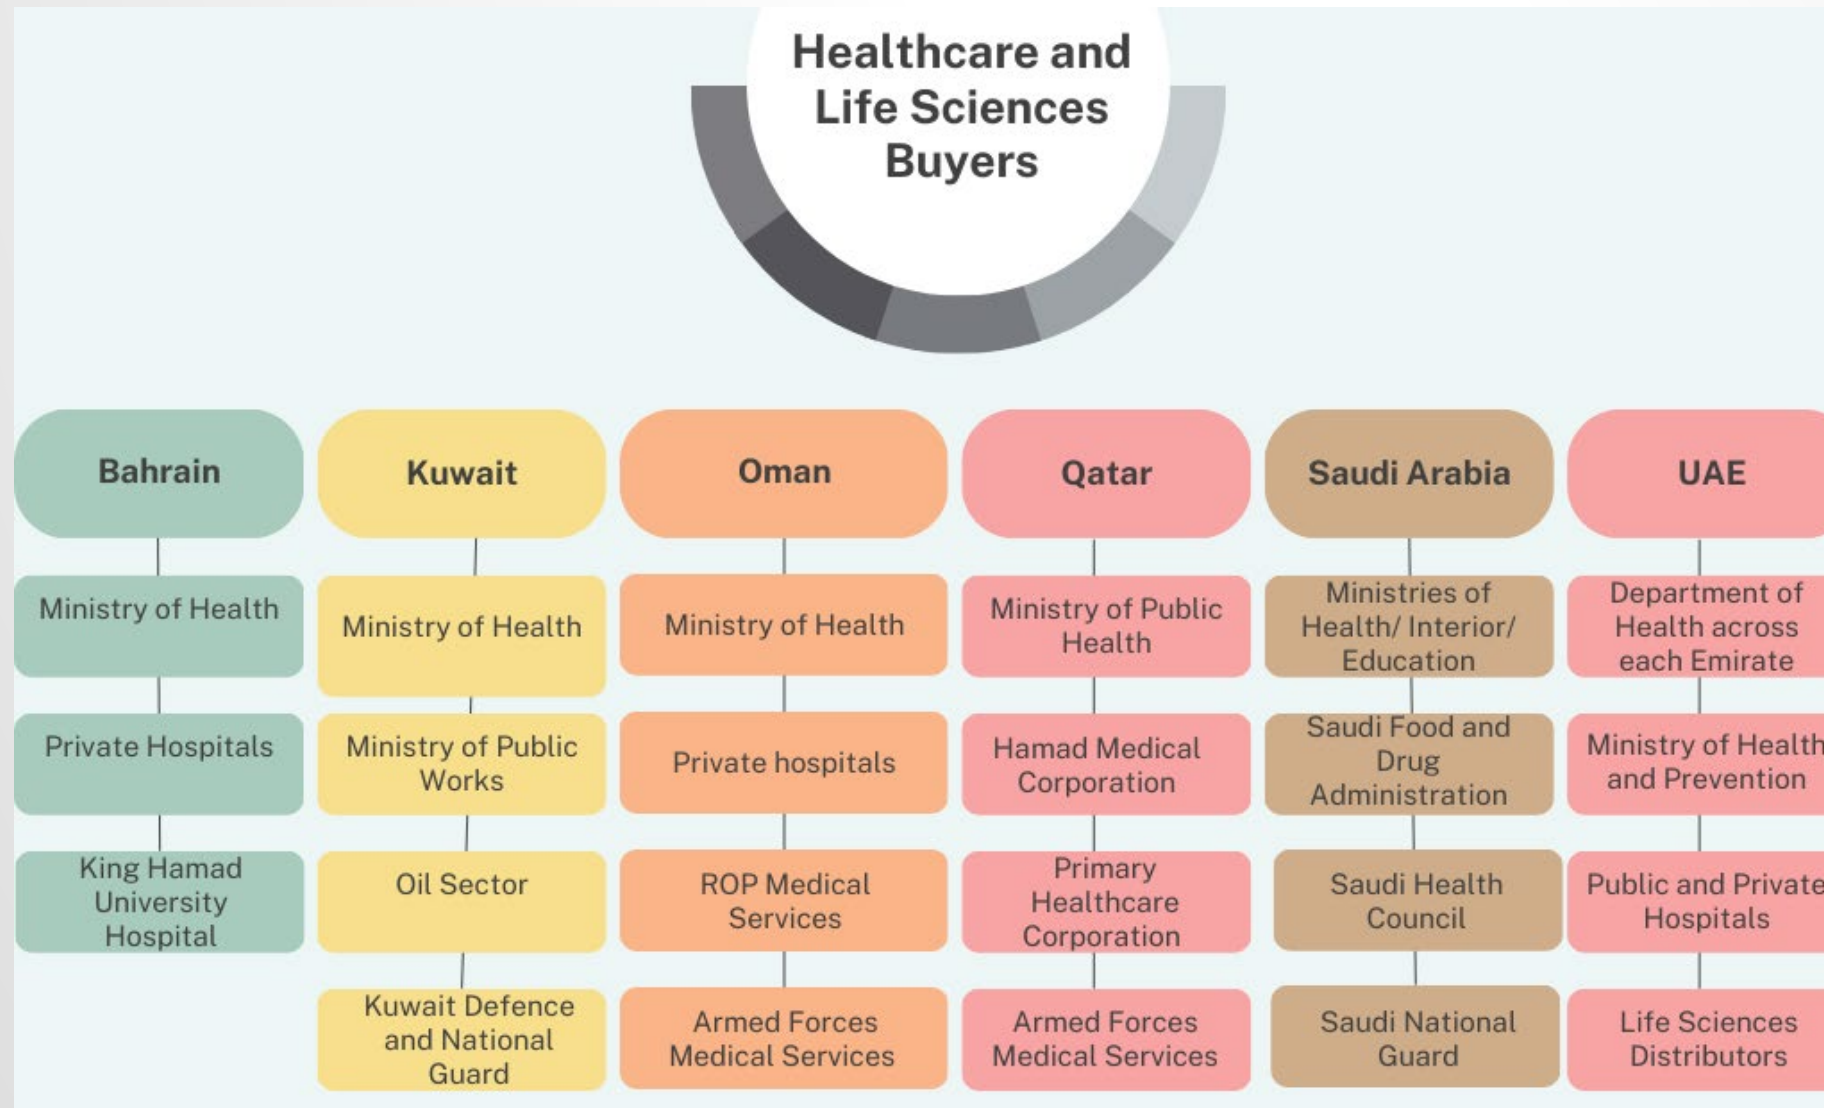 Healthcare and
Life Sciences
Buyers
Bahrain
Ministry of Health
Private Hospitals
King Hamad
University
Hospital
Kuwait
Ministry of Health
Ministry of Public
Works
Oil Sector
Kuwait Defence
and National
Guard
Oman
Ministry of Health
Private hospitals
ROP Medical
Services
Armed Forces
Medical Services
Qatar
Ministry of Public
Health
Hamad Medical
Corporation
Primary
Healthcare
Corporation
Armed Forces
Medical Services
Saudi Arabia
Ministries of
Health/ Interior/
Education
Saudi Food and
Drug
Administration
Saudi Health
Council
Saudi National
Guard
UAE
Department of
Health across
each Emirate
Ministry of Health
and Prevention
Public and Private
Hospitals
Life Sciences
Distributors